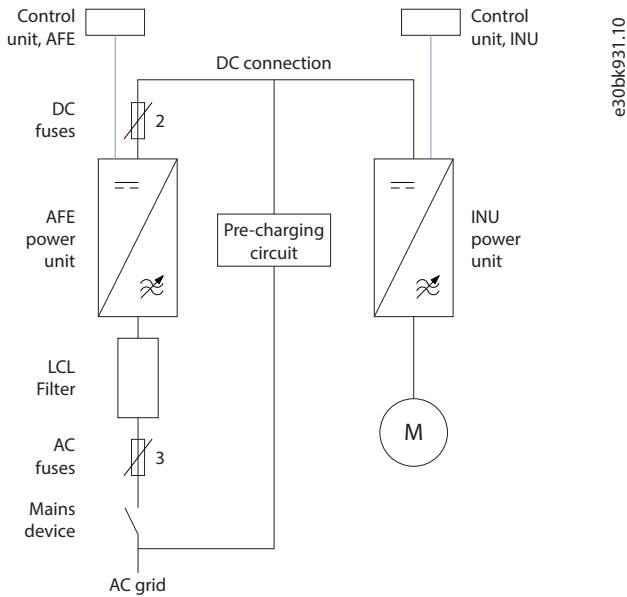 Control
unit, AFE
Control
unit, INU
e30bk931.10
DC connection
DC
fuses
2
AFE
power
unit
Pre-charging
circuit
INU
power
unit
LCL
Filter
M
AC
fuses
3
Mains
device
AC grid